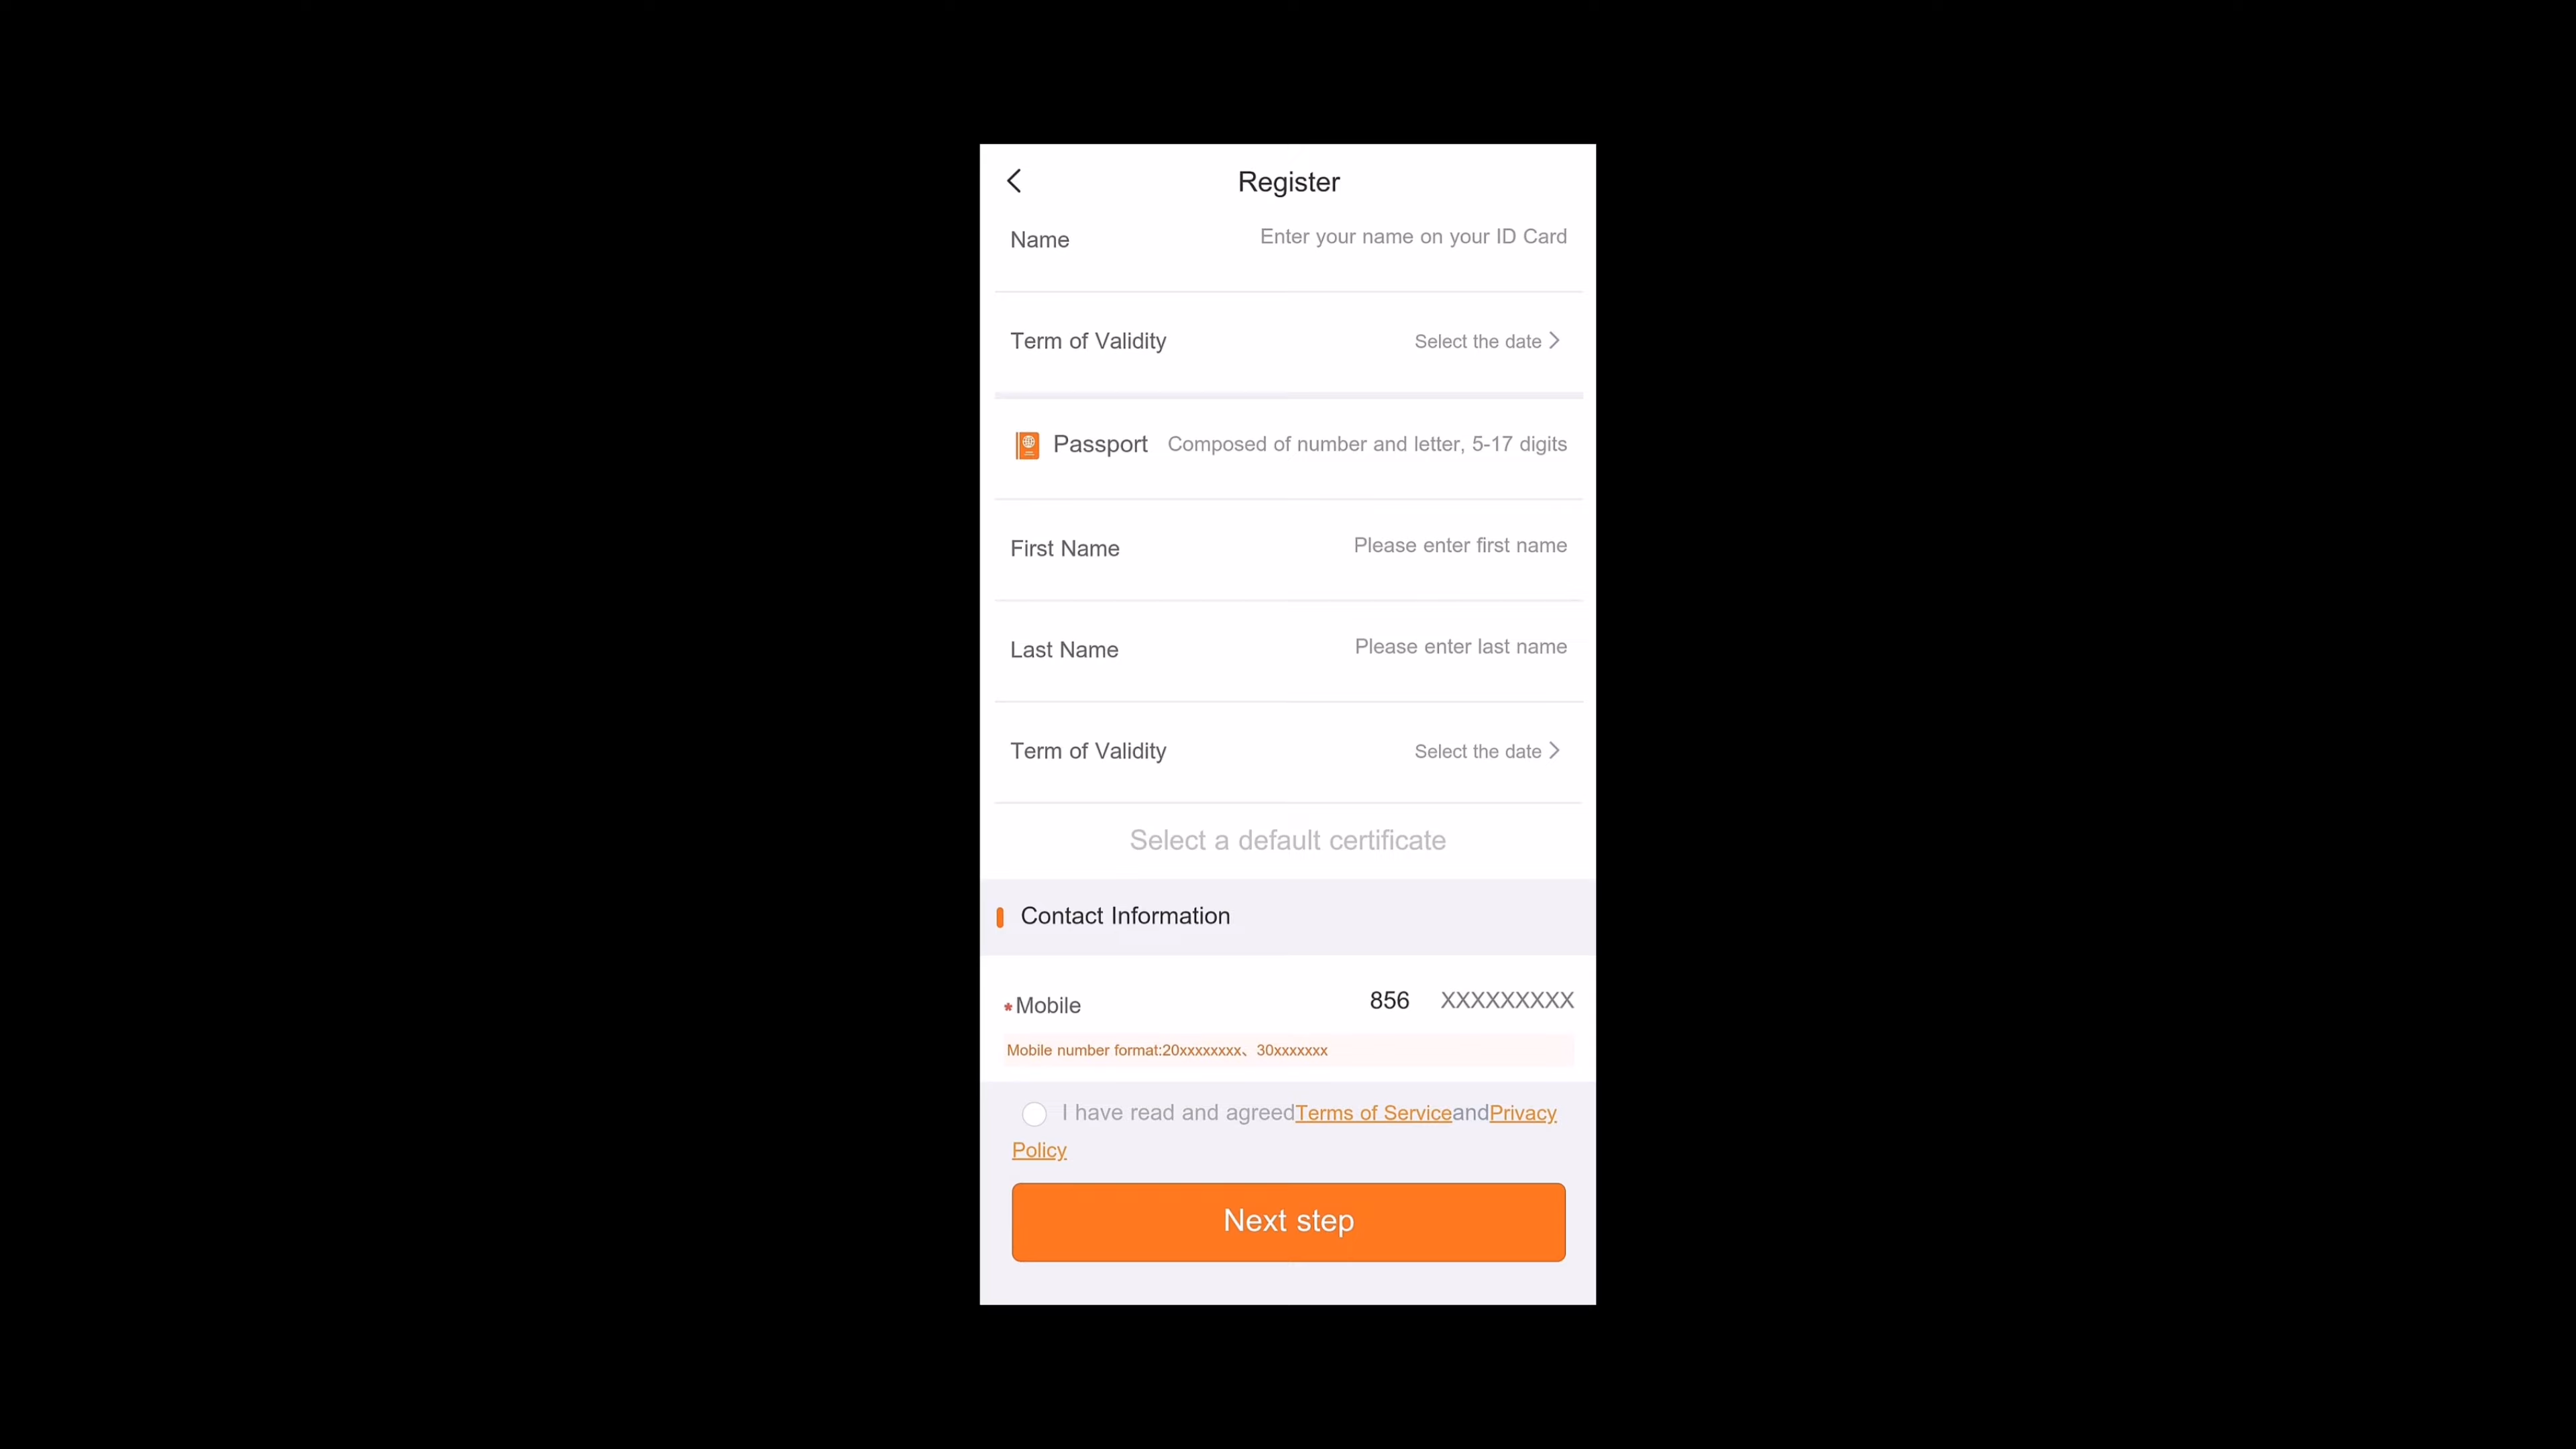 Register
Name Enter your name on your ID Card
Term of Validity Select the date
Passport Composed of number and letter, 5-17 digits
First Name Please enter first name
Last Name Please enter last name
Term of Validity Select the date
Select a default certificate
Contact Information
*Mobile 856 XXXXXXXXX
Mobile number format:20xxxxxxxx、30xxxxxxx
I have read and agreedTerms of ServiceandPrivacy
Policy
Next step